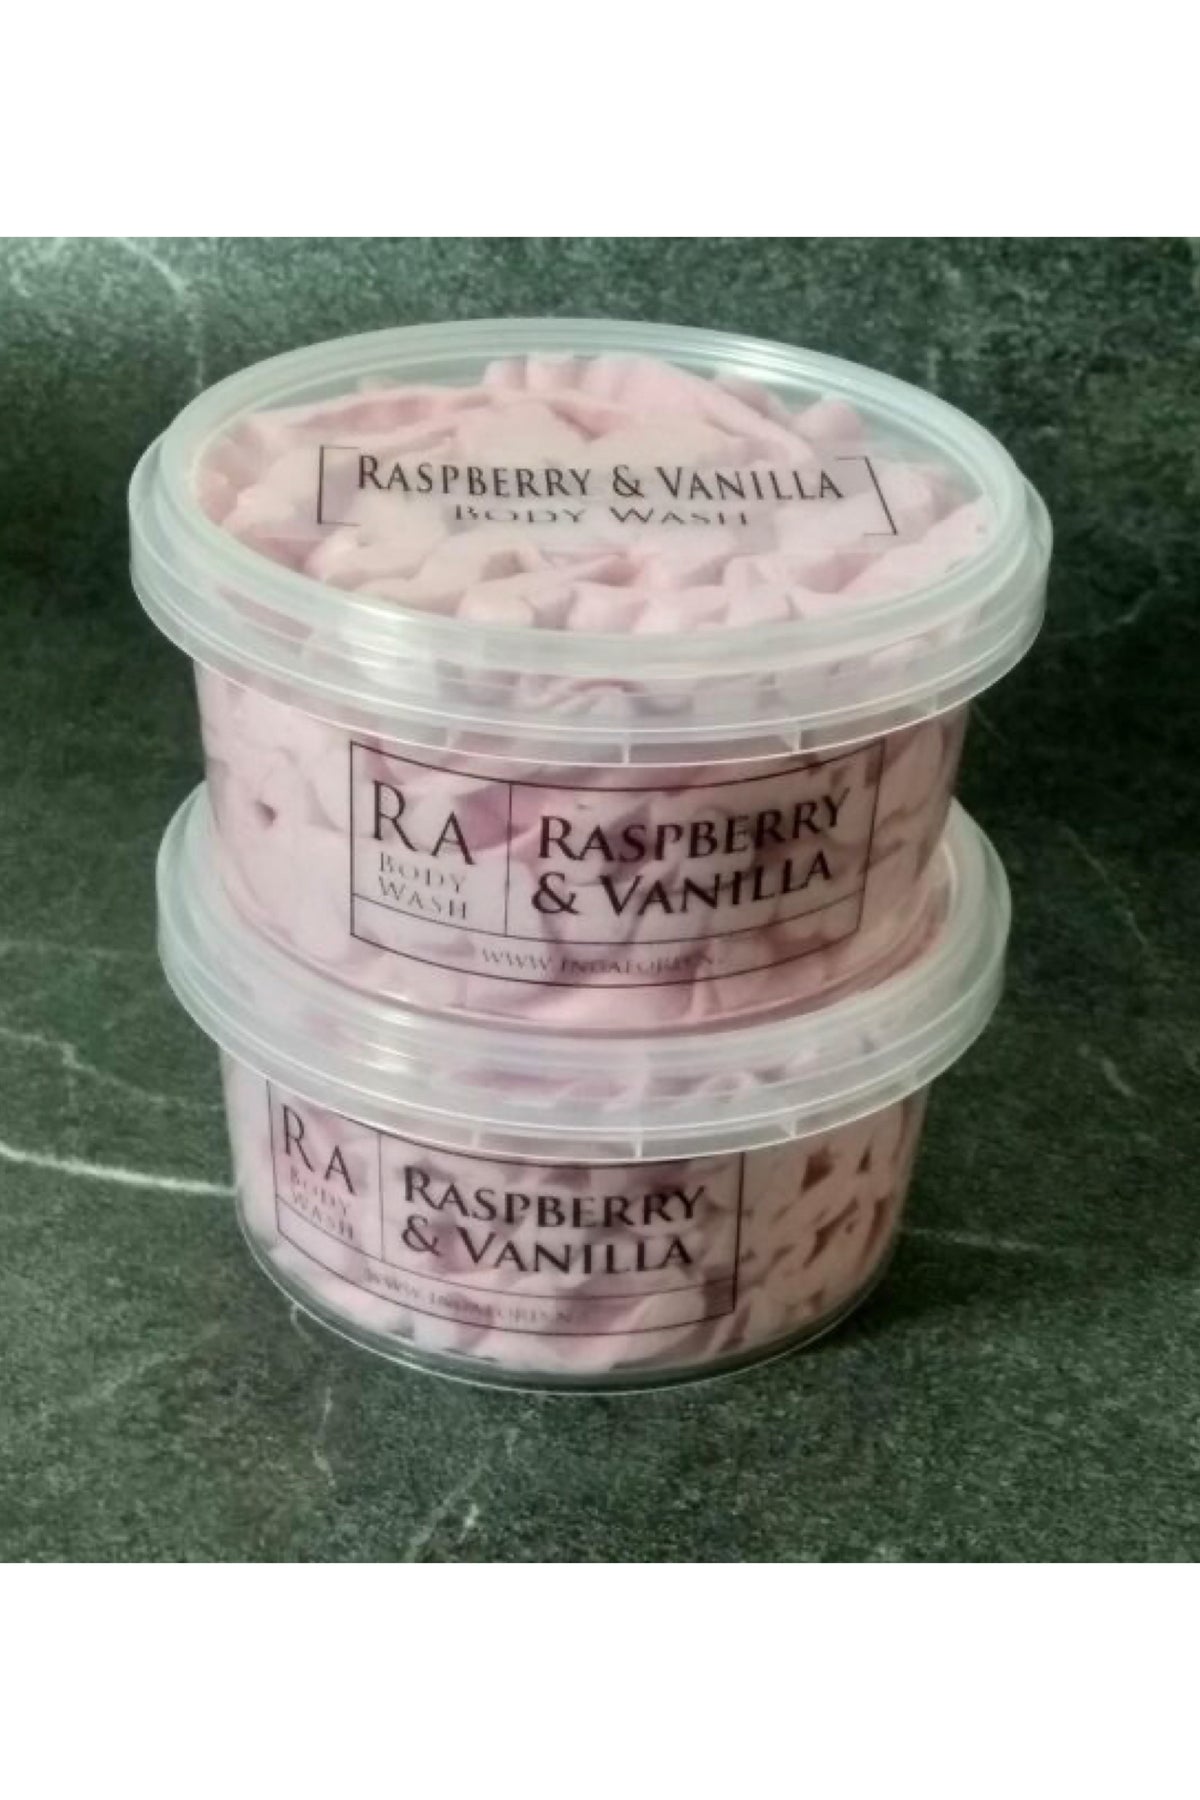 RASPBERRY & VANILLA
BODY WASH
RA
BODY
WASH
RASPBERRY
& VANILLA
RA
BODY
WASH
RASPBERRY
& VANILLA